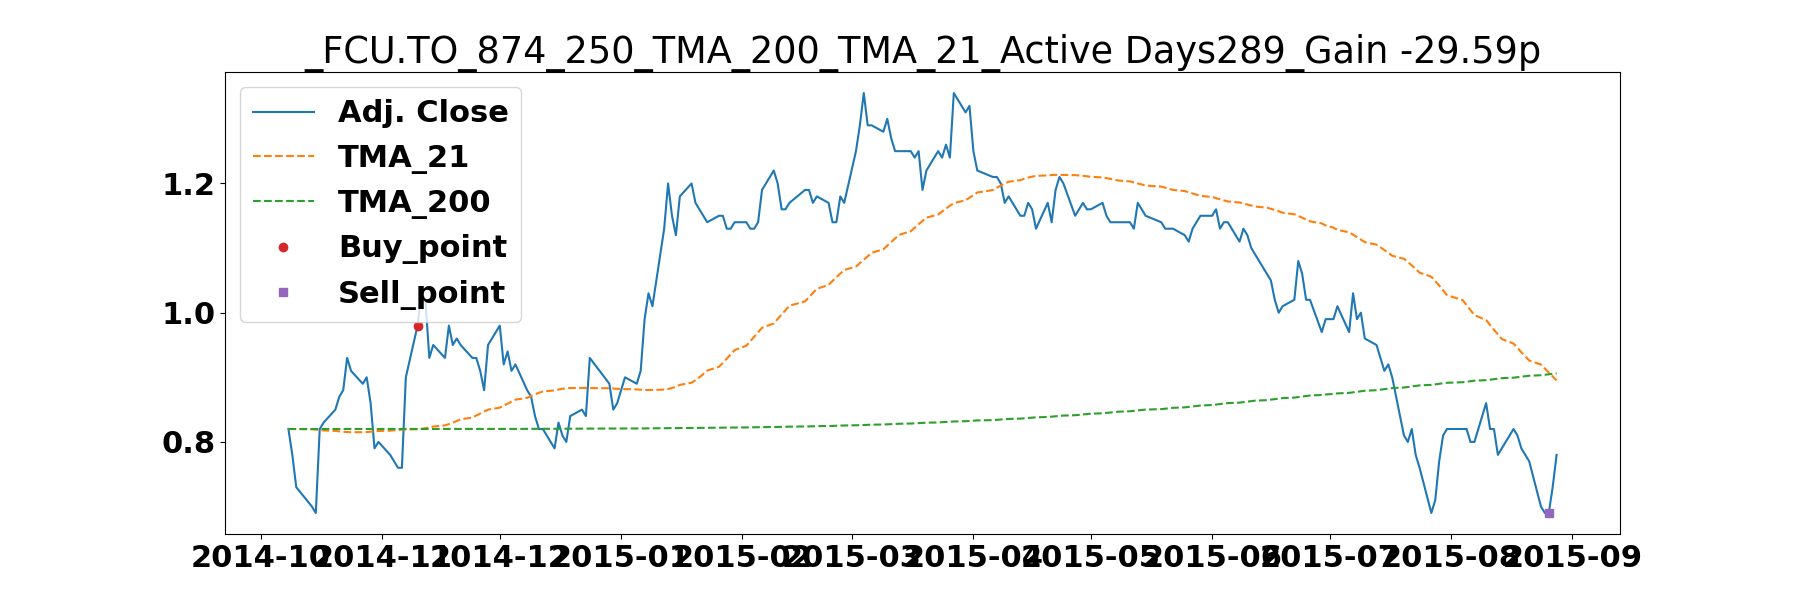 _FCU.TO_874_250_TMA_200_TMA_21_Active Days289_Gain -29.59p
Adj. Close
TMA_21
TMA_200
Buy_point
Sell_point
1.2
1.0
0.8
2014-10 2014-11 2014-12 2015-01 2015-02 2015-03 2015-04 2015-05 2015-06 2015-07 2015-08 2015-09